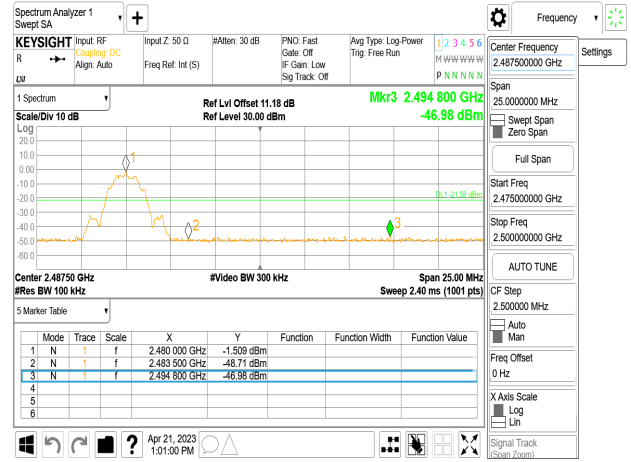 Spectrum Analyzer 1
Swept SA
Frequency
KEYSIGHT
R
Input: RF
Coupling: DC
Align: Auto
Input Z: 50 Ω
Freq Ref: Int (S)
#Atten: 30 dB
PNO: Fast
Gate: Off
IF Gain: Low
Sig Track: Off
Avg Type: Log-Power
Trig: Free Run
1 2 3 4 5 6
M W W W W W
P N N N N N
1 Spectrum
Scale/Div 10 dB
Ref Lvl Offset 11.18 dB
Ref Level 30.00 dBm
Mkr3 2.494 800 GHz
-46.98 dBm
Log
20.0
10.0
0.00
-10.0
-20.0
-30.0
-40.0
-50.0
-60.0
1
2
3
DL1 -21.59 dBm
Center 2.48750 GHz
#Res BW 100 kHz
#Video BW 300 kHz
Span 25.00 MHz
Sweep 2.40 ms (1001 pts)
5 Marker Table
Mode Trace Scale X Y Function Function Width Function Value
1 N 1 f 2.480 000 GHz -1.509 dBm
2 N 1 f 2.483 500 GHz -48.71 dBm
3 N 1 f 2.494 800 GHz -46.98 dBm
4
5
6
?
Apr 21, 2023
1:01:00 PM
Center Frequency
2.487500000 GHz
Settings
Span
25.0000000 MHz
Swept Span
Zero Span
Full Span
Start Freq
2.475000000 GHz
Stop Freq
2.500000000 GHz
AUTO TUNE
CF Step
2.500000 MHz
Auto
Man
Freq Offset
0 Hz
X Axis Scale
Log
Lin
Signal Track
(Span Zoom)